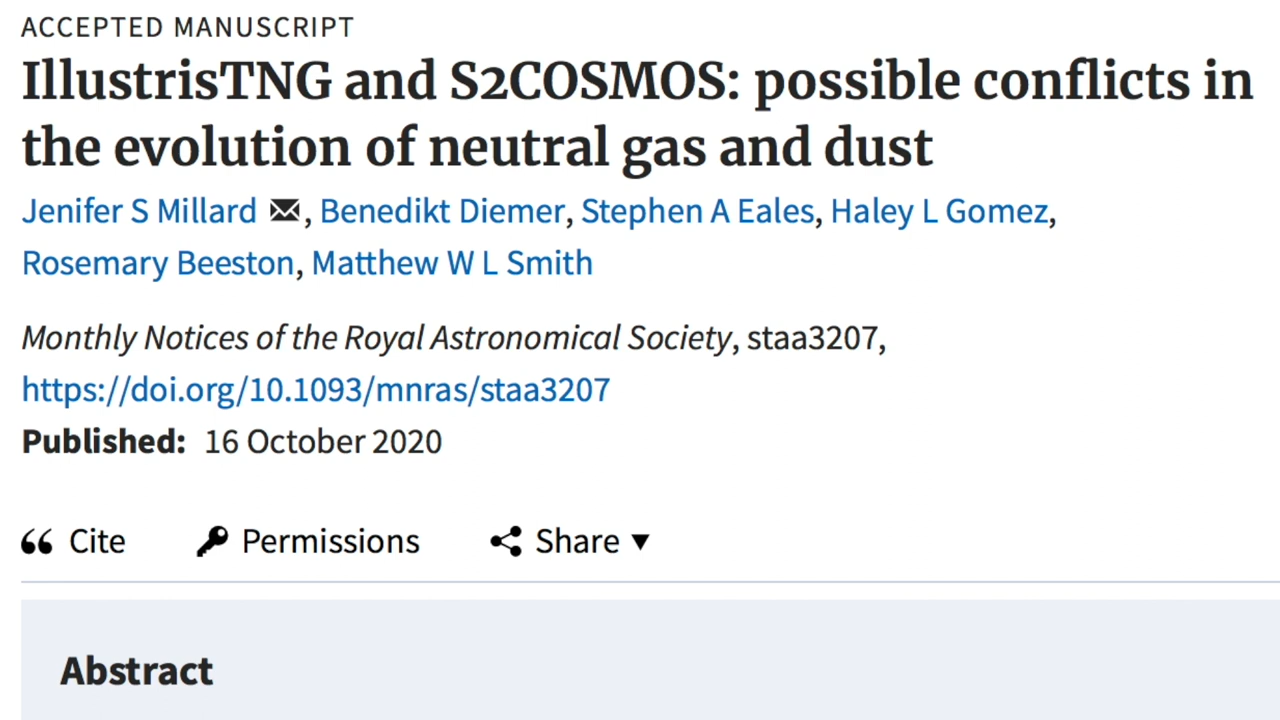 ACCEPTED MANUSCRIPT
IllustrisTNG and S2COSMOS: possible conflicts in
the evolution of neutral gas and dust
Jenifer S Millard, Benedikt Diemer, Stephen A Eales, Haley L Gomez,
Rosemary Beeston, Matthew W L Smith
Monthly Notices of the Royal Astronomical Society, staa3207,
https://doi.org/10.1093/mnras/staa3207
Published: 16 October 2020
Cite Permissions Share
Abstract